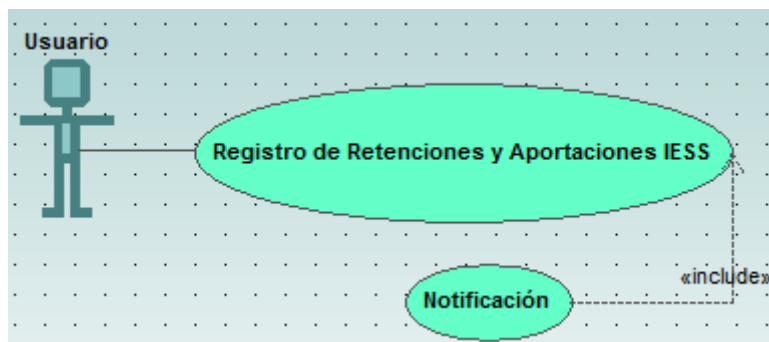 Usuario
Registro de Retenciones y Aportaciones IESS
«include»
Notificación